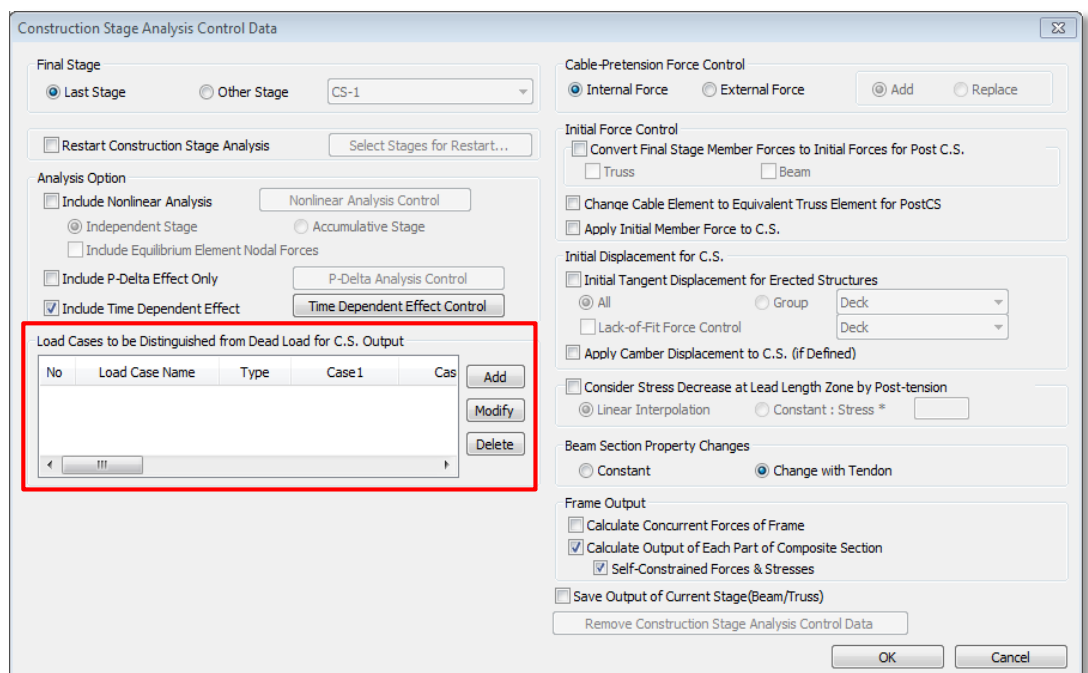 Construction Stage Analysis Control Data
Final Stage
Last Stage
Other Stage
CS-1
Restart Construction Stage Analysis
Select Stages for Restart...
Analysis Option
Include Nonlinear Analysis
Nonlinear Analysis Control
Independent Stage
Accumulative Stage
Include Equilibrium Element Nodal Forces
Include P-Delta Effect Only
P-Delta Analysis Control
Include Time Dependent Effect
Time Dependent Effect Control
Load Cases to be Distinguished from Dead Load for C.S. Output
No Load Case Name Type Case1 Cas
Add
Modify
Delete
Cable-Pretension Force Control
Internal Force
External Force
Add
Replace
Initial Force Control
Convert Final Stage Member Forces to Initial Forces for Post C.S.
Truss
Beam
Change Cable Element to Equivalent Truss Element for PostCS
Apply Initial Member Force to C.S.
Initial Displacement for C.S.
Initial Tangent Displacement for Erected Structures
All
Group
Deck
Lack-of-Fit Force Control
Deck
Apply Camber Displacement to C.S. (if Defined)
Consider Stress Decrease at Lead Length Zone by Post-tension
Linear Interpolation
Constant : Stress *
Beam Section Property Changes
Constant
Change with Tendon
Frame Output
Calculate Concurrent Forces of Frame
Calculate Output of Each Part of Composite Section
Self-Constrained Forces & Stresses
Save Output of Current Stage(Beam/Truss)
Remove Construction Stage Analysis Control Data
OK
Cancel